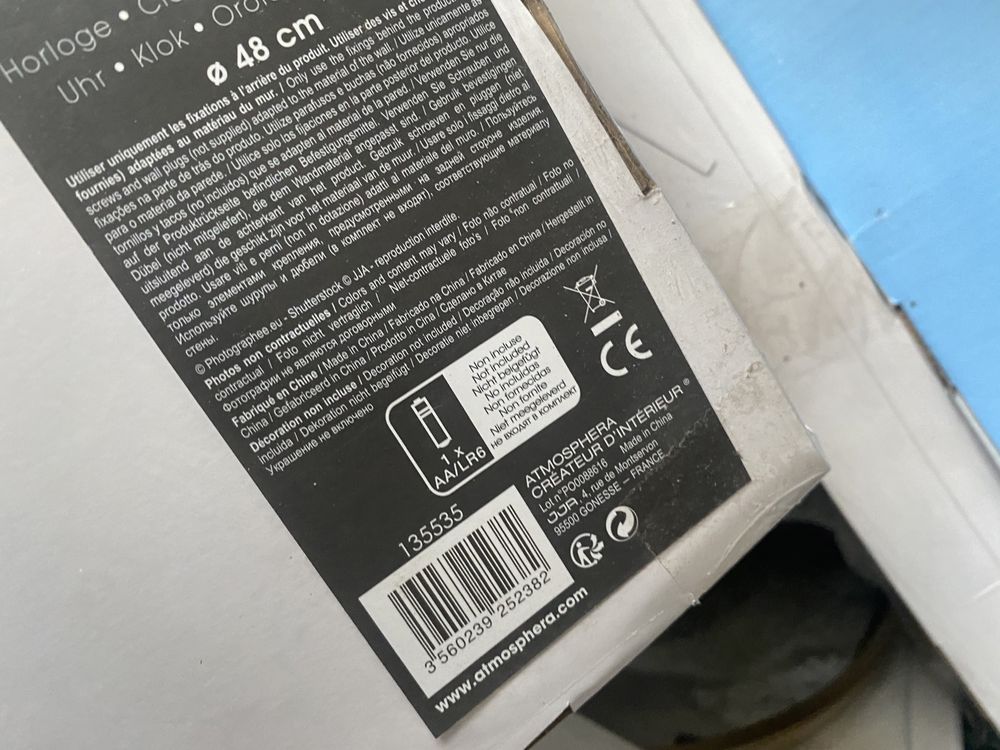 Horloge •
Uhr • Klok •
Ø 48 cm
Utiliser uniquement les fixations à l'arrière du produit. Utiliser des vis et
fournies) adaptées au matériau du mur. / Only use the fixings behind the product
screws and wall plugs (not supplied) adapted to the material of the wall. / Utilize unicamente as
fixações na parte de trás do produto. Utilize parafusos e buchas (não fornecidos) apropriados
para o material da parede. / Utilice solo las fijaciones en la parte posterior del producto. Utilice
tornillos y tacos (no incluidos) que se adapten al material de la pared. / Verwenden Sie nur die
auf der Produktrückseite befindlichen Befestigungsmittel. Verwenden Sie Schrauben und
Dübel (nicht mitgeliefert), die dem Wandmaterial angepasst sind. / Gebruik bevestigingen
uitsluitend aan de achterkant van het product. Gebruik schroeven en pluggen (niet
meegeleverd) die geschikt zijn voor het materiaal van de muur. / Usare solo i fissaggi dietro al
prodotto. Usare viti e perni (non in dotazione) adatti al materiale del muro. / Пользуйтесь
только элементами крепления, предусмотренными на задней стороне изделия.
Используйте шурупы и дюбели (в комплект не входят), соответствующие материалу
стены.
© Photographee.eu - Shutterstock © JJA - reproduction interdite.
Photos non contractuelles / Colors and content may vary / Foto não contratual / Foto no
contractual / Foto nicht vertraglich / Niet-contractuele foto's / Foto "non contrattuali" /
фотографии не являются договорными
Fabriqué en Chine / Made in China / Fabricado na China / Fabricado en China / Hergestellt in
China / Gefabriceerd in China / Prodotto in Cina / Сделано в Китае
Décoration non incluse / Decoration not included / Decoração não incluída / Decoración no
incluida / Dekoration nicht begefügt / Decoratie niet inbegrepen / Decorazione non inclusa /
Украшение не включено
1 x
AA/LR6
Non incluse
Not included
Nicht beigefügt
No incluidas
Non fornecidos
Non fornite
Niet meegeleverd
НЕ ВХОДЯТ В КОМПЛЕКТ
CE
ATMOSPHERA
CRÉATEUR D'INTÉRIEUR ®
Lot n°PO0088616 Made in China
JJA. 4, rue de Montservon
95500 GONESSE – FRANCE
135535
3 560239 252382
www.atmosphera.com